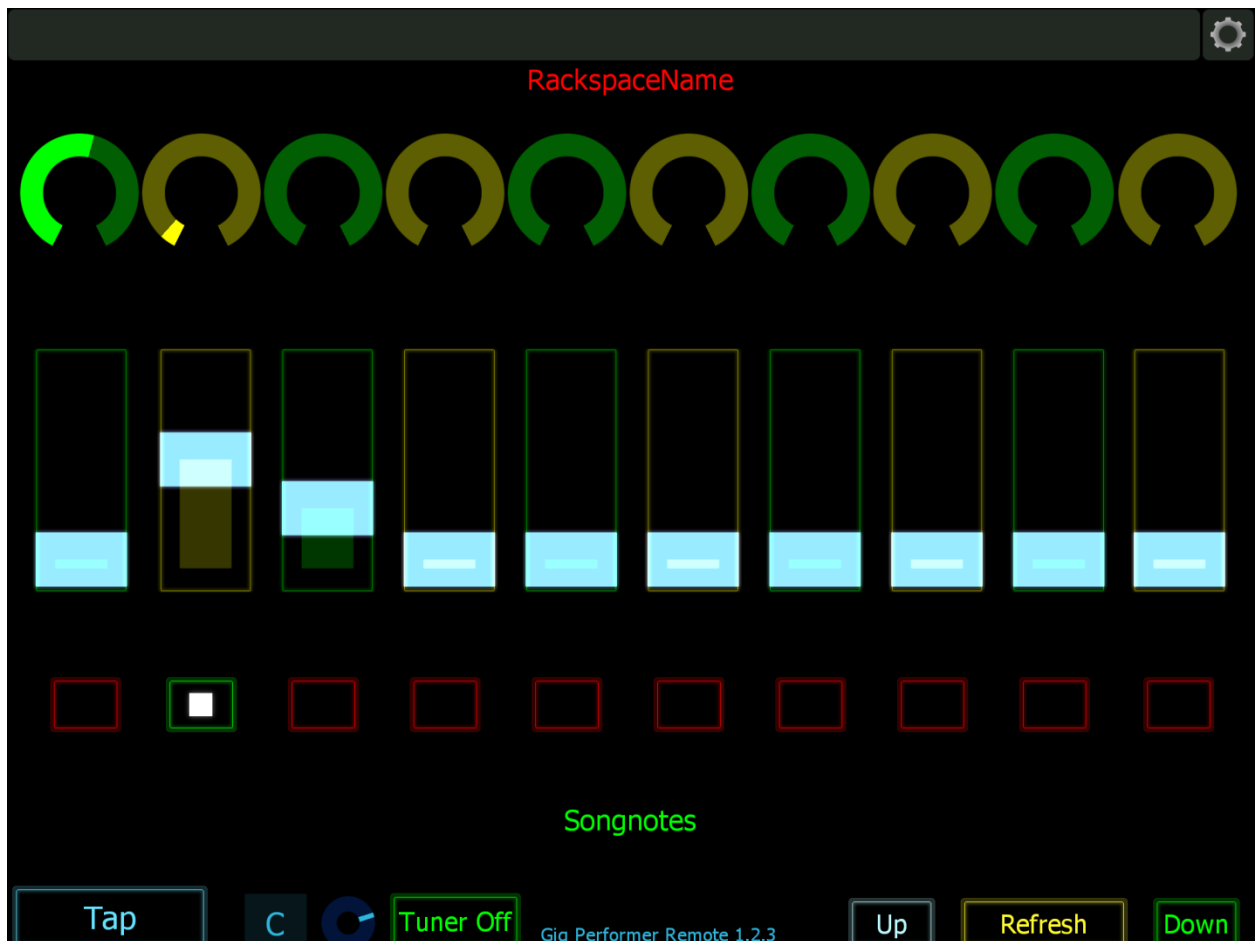 RackspaceName
Songnotes
Tap
C
Tuner Off
Gig Performer Remote 1.2.3
Up
Refresh
Down